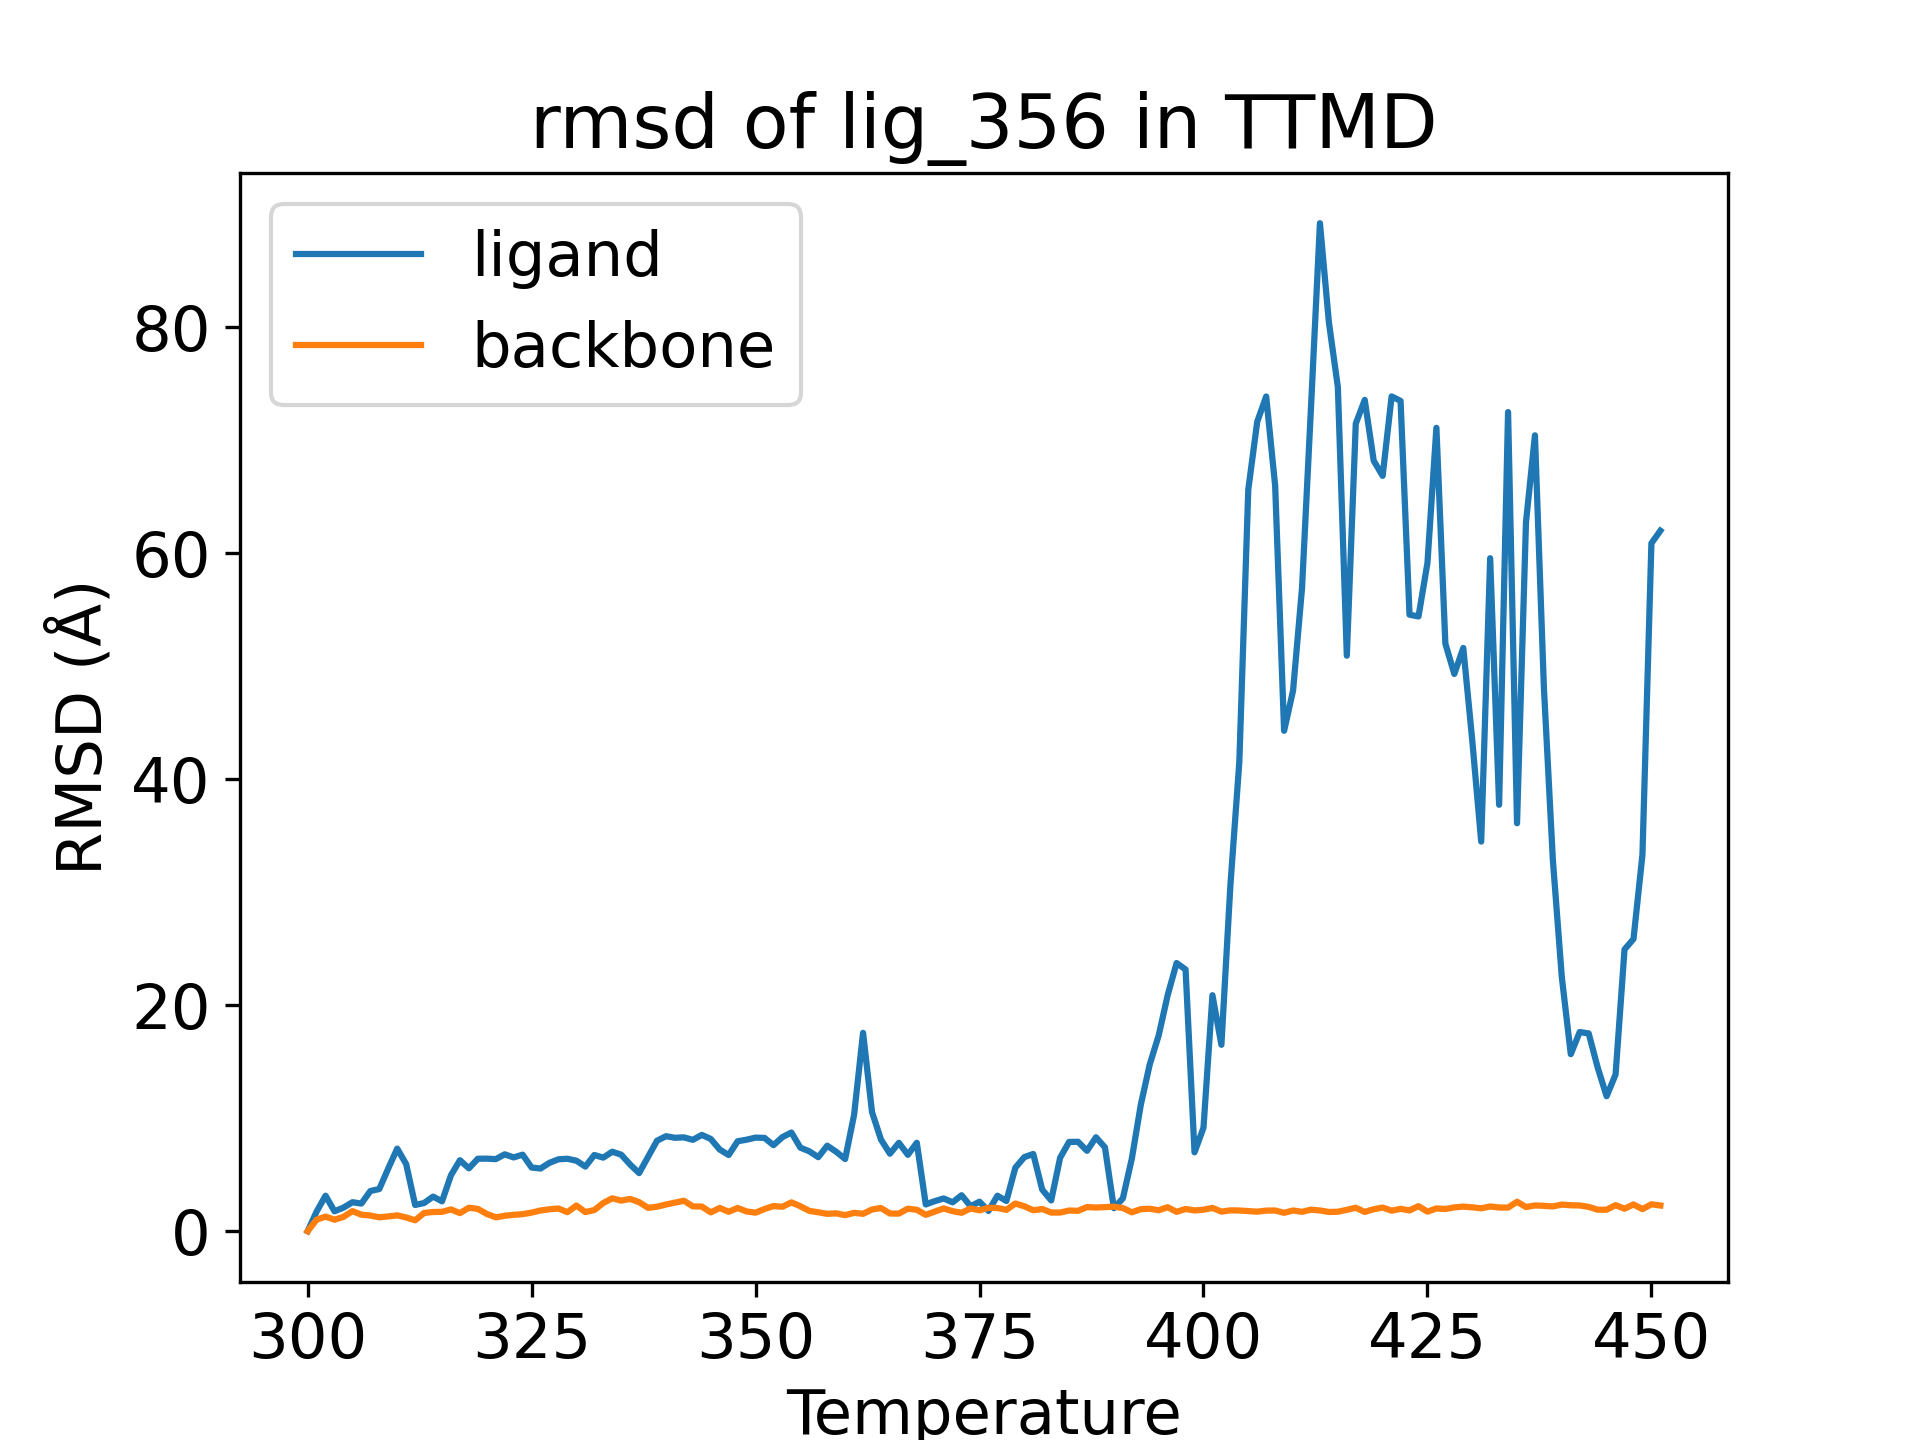 rmsd of lig_356 in TTMD
ligand
backbone
RMSD (Å)
80
60
40
20
0
300 325 350 375 400 425 450
Temperature